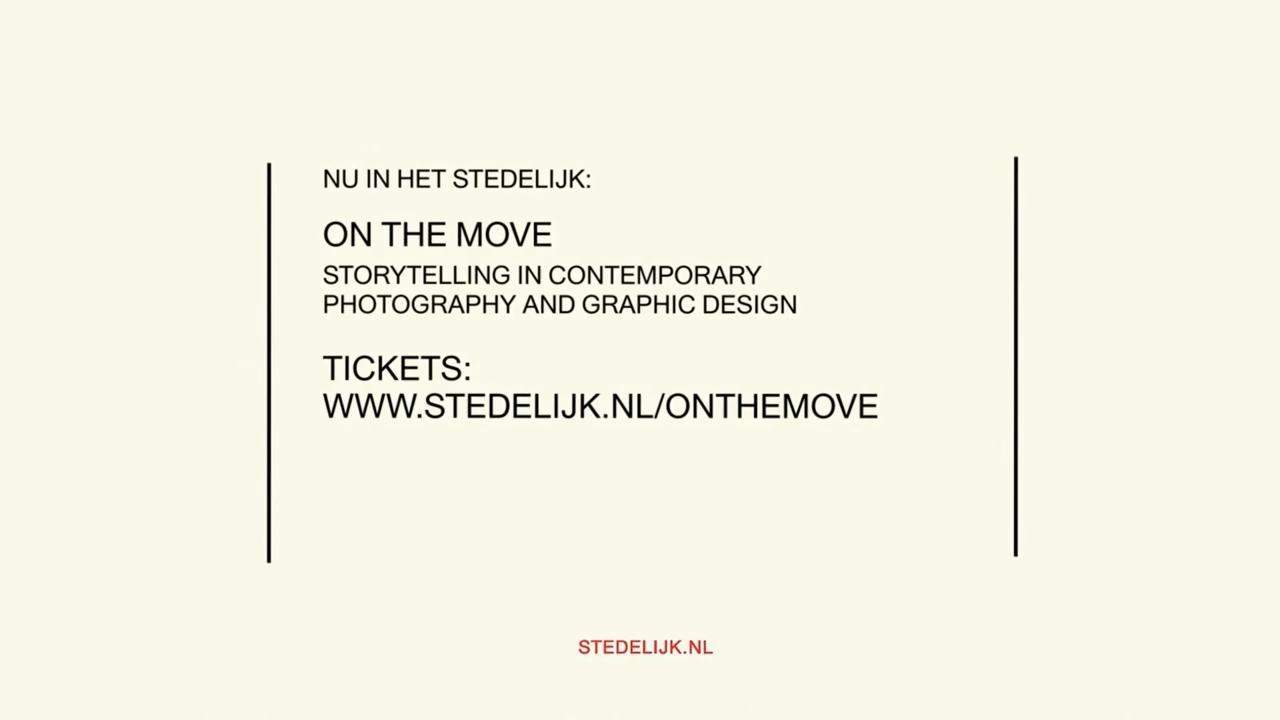 NU IN HET STEDELIJK:
ON THE MOVE
STORYTELLING IN CONTEMPORARY
PHOTOGRAPHY AND GRAPHIC DESIGN
TICKETS:
WWW.STEDELIJK.NL/ONTHEMOVE
STEDELIJK.NL